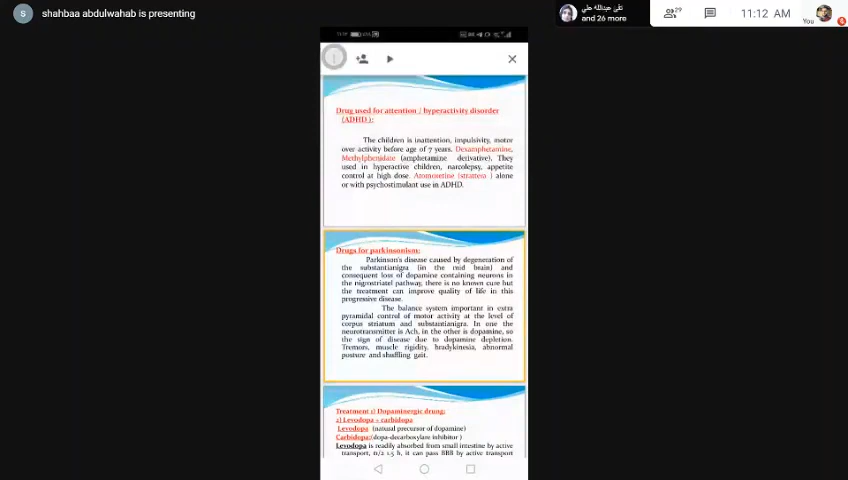 shahbaa abdulwahab is presenting
تقى عبدالله علي
and 26 more
29
11:12 AM
You
Drug used for attention / hyperactivity disorder
(ADHD ):
The children is inattention, impulsivity, motor
over activity before age of 7 years. Dexamphetamine,
Methylphenidate (amphetamine derivative). They
used in hyperactive children, narcolepsy, appetite
control at high dose. Atomoxetine (strattera ) alone
or with psychostimulant use in ADHD.
Drugs for parkinsonism:
Parkinson's disease caused by degeneration of
the substantianigra (in the mid brain) and
consequent loss of dopamine containing neurons in
the nigrostriatel pathway, there is no known cure but
the treatment can improve quality of life in this
progressive disease.
The balance system important in extra
pyramidal control of motor activity at the level of
corpus striatum and substantianigra. In one the
neurotransmitter is Ach, in the other is dopamine, so
the sign of disease due to dopamine depletion.
Tremors, muscle rigidity, bradykinesia, abnormal
posture and shuffling gait.
Treatment 1) Dopaminergic drung:
a) Levodopa + carbidopa
Levodopa (natural precursor of dopamine)
Carbidopa:(dopa-decarboxylare inhibitor )
Levodopa is readily absorbed from small intestine by active
transport, t1/2 1.5 h, it can pass BBB by active transport